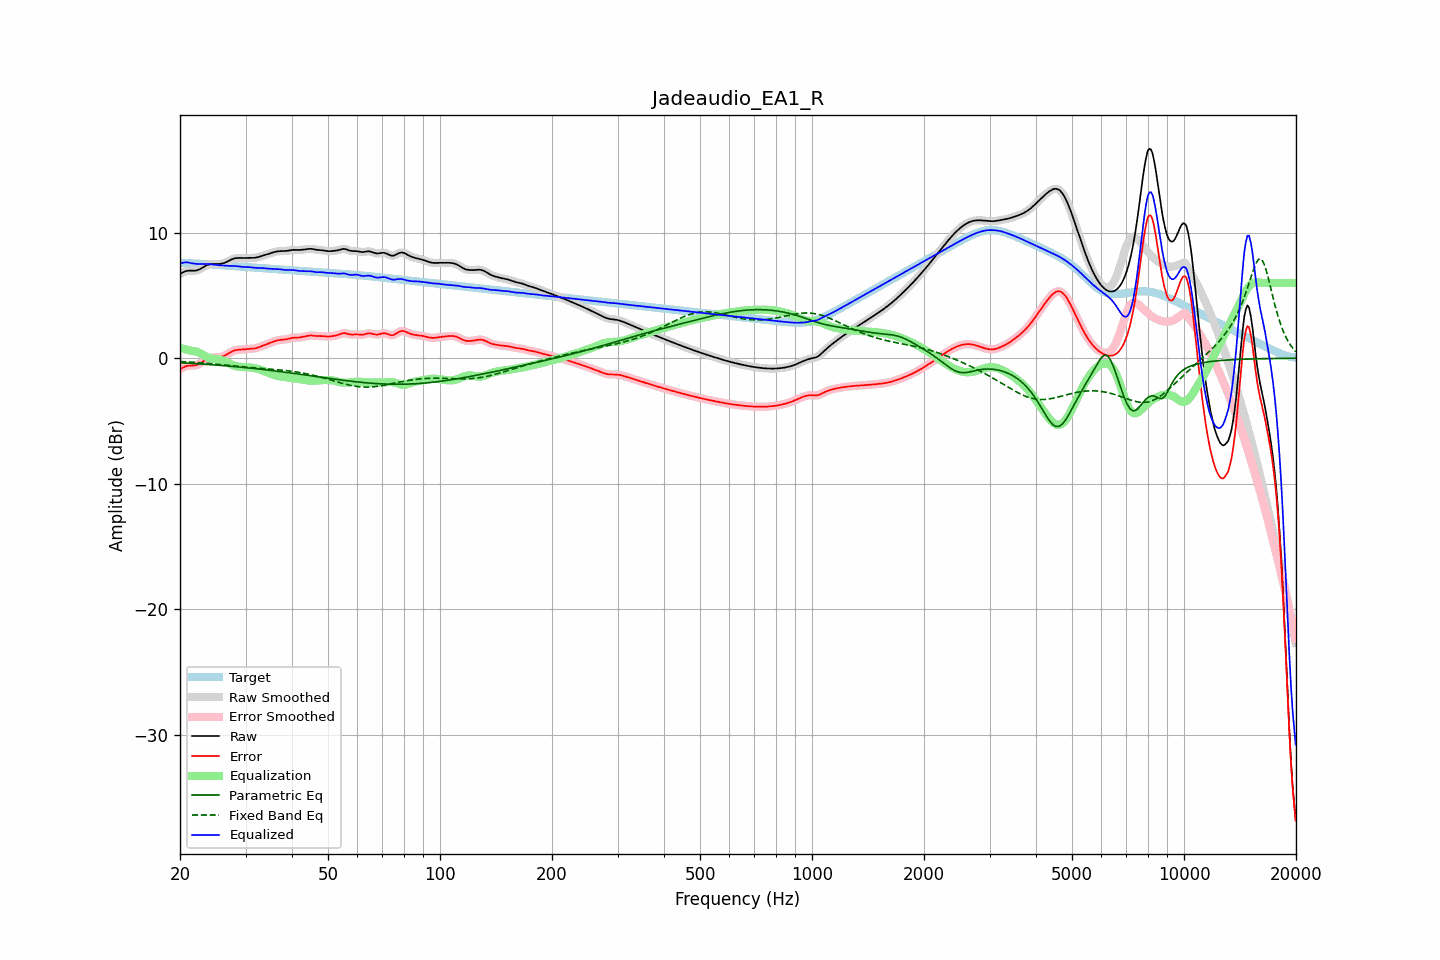 Jadeaudio_EA1_R
Amplitude (dBr)
10
0
−10
−20
−30
Target
Raw Smoothed
Error Smoothed
Raw
Error
Equalization
Parametric Eq
Fixed Band Eq
Equalized
20 50 100 200 500 1000 2000 5000 10000 20000
Frequency (Hz)